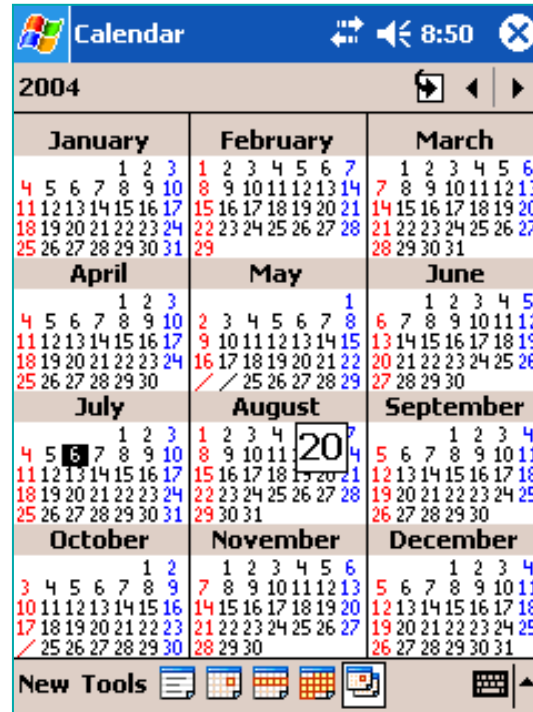 Calendar 8:50
2004
January February March
1 2 3 1 2 3 4 5 6 7 1 2 3 4 5 6
4 5 6 7 8 9 10 8 9 10 11 12 13 14 7 8 9 10 11 12 13
11 12 13 14 15 16 17 15 16 17 18 19 20 21 14 15 16 17 18 19 20
18 19 20 21 22 23 24 22 23 24 25 26 27 28 21 22 23 24 25 26 27
25 26 27 28 29 30 31 29 28 29 30 31
April May June
1 2 3 1 1 2 3 4 5
4 5 6 7 8 9 10 2 3 4 5 6 7 8 6 7 8 9 10 11 12
11 12 13 14 15 16 17 9 10 11 12 13 14 15 13 14 15 16 17 18 19
18 19 20 21 22 23 24 16 17 18 19 20 21 22 20 21 22 23 24 25 26
25 26 27 28 29 30 / / 25 26 27 28 29 27 28 29 30
July August September
1 2 3 1 2 3 4 20 7 1 2 3 4
4 5 6 7 8 9 10 8 9 10 11 4 5 6 7 8 9 10 11
11 12 13 14 15 16 17 15 16 17 18 19 20 21 12 13 14 15 16 17 18
18 19 20 21 22 23 24 22 23 24 25 26 27 28 19 20 21 22 23 24 25
25 26 27 28 29 30 31 29 30 31 26 27 28 29 30
October November December
1 2 1 2 3 4 5 6 1 2 3 4
3 4 5 6 7 8 9 7 8 9 10 11 12 13 5 6 7 8 9 10 11
10 11 12 13 14 15 16 14 15 16 17 18 19 20 12 13 14 15 16 17 18
17 18 19 20 21 22 23 21 22 23 24 25 26 27 19 20 21 22 23 24 25
/ 25 26 27 28 29 30 28 29 30 26 27 28 29 30 31
New Tools